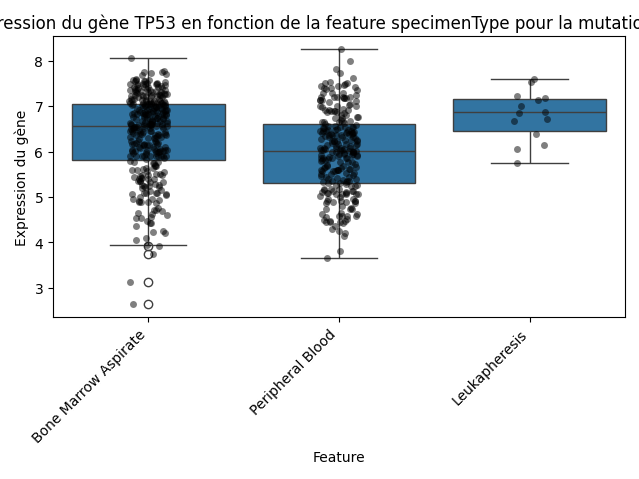 ression du gène TP53 en fonction de la feature specimenType pour la mutatio
Expression du gène
8
7
6
5
4
3
Bone Marrow Aspirate
Peripheral Blood
Leukapheresis
Feature